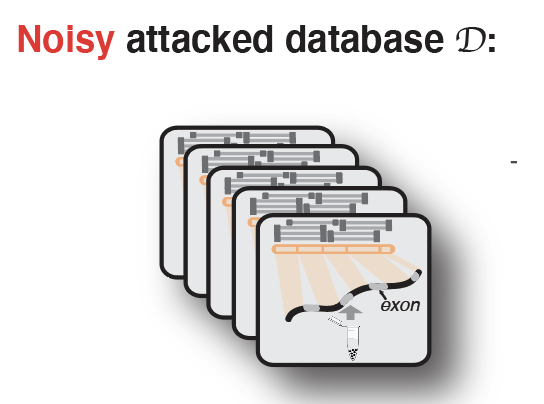 Noisy attacked database 𝒟:
-
exon